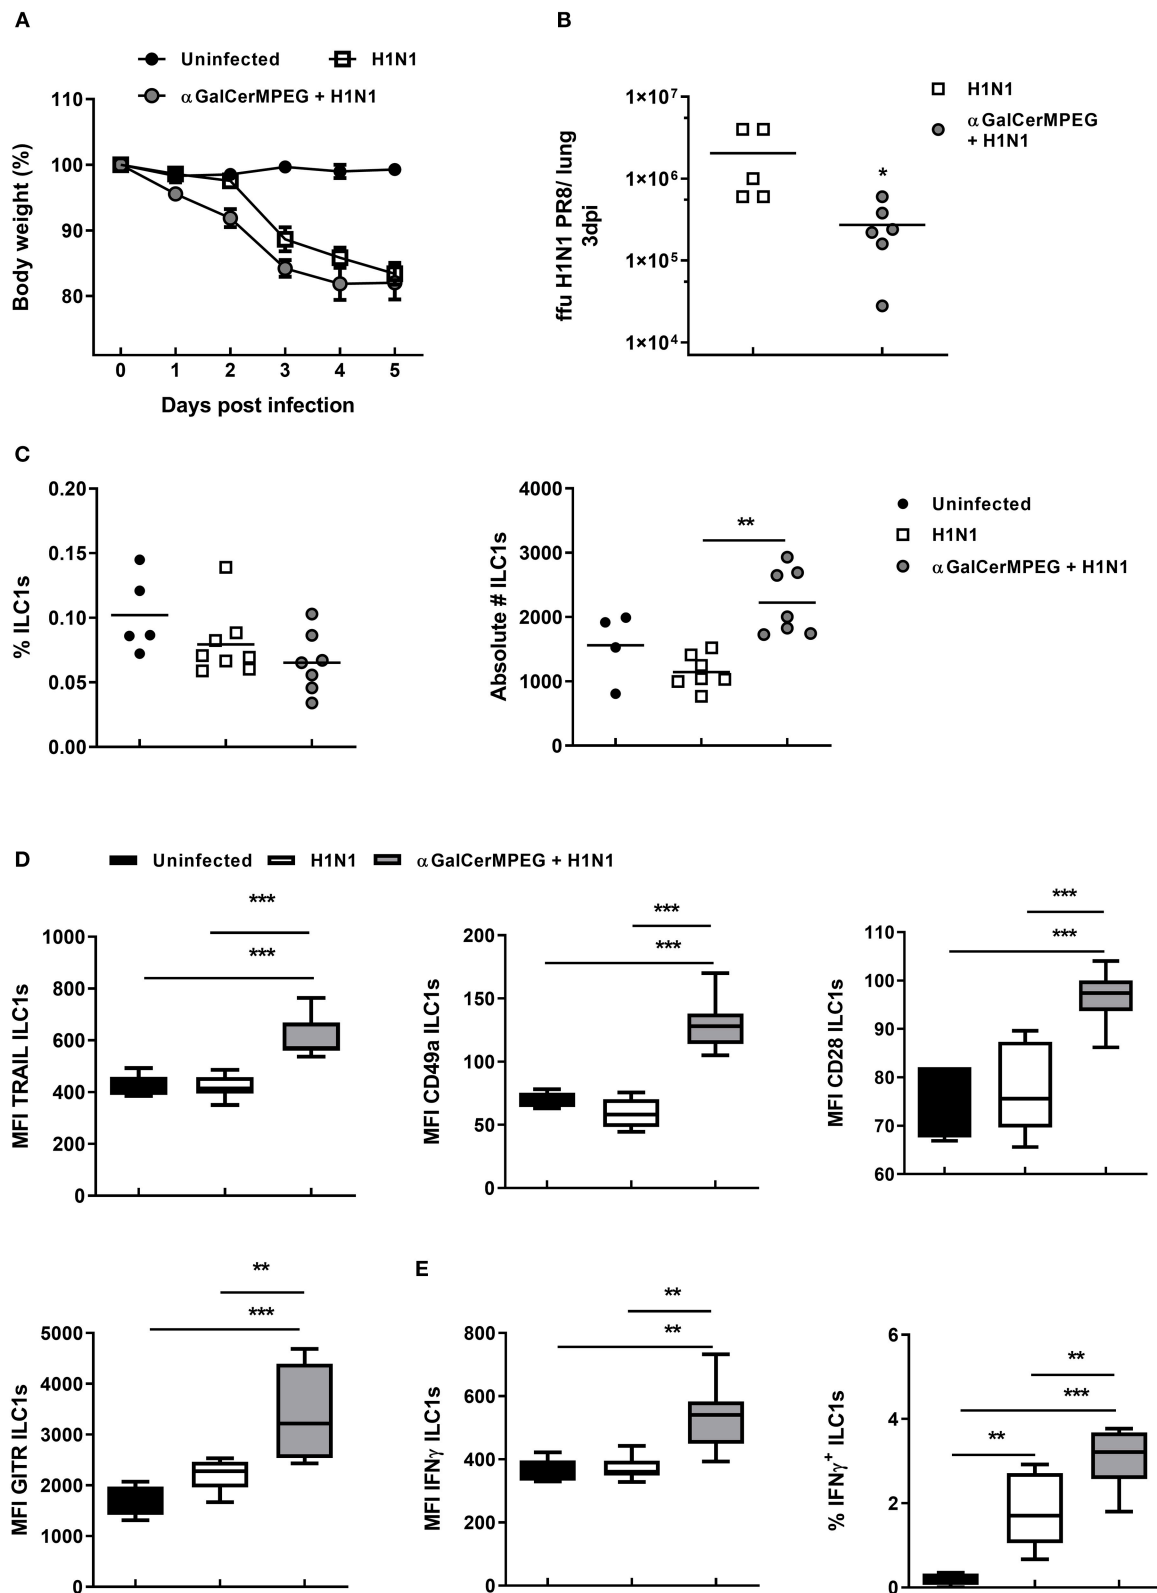 A
Uninfected
H1N1
αGalCerMPEG + H1N1
110
100
90
80
Body weight (%)
0 1 2 3 4 5
Days post infection
B
H1N1
αGalCerMPEG
+ H1N1
1×10⁷
1×10⁶
1×10⁵
1×10⁴
ffu H1N1 PR8/ lung
3dpi
*
C
0.20
0.15
0.10
0.05
0.00
% ILC1s
4000
3000
2000
1000
0
Absolute # ILC1s
**
Uninfected
H1N1
αGalCerMPEG + H1N1
D
Uninfected
H1N1
αGalCerMPEG + H1N1
***
***
1000
800
600
400
200
0
MFI TRAIL ILC1s
***
***
200
150
100
50
0
MFI CD49a ILC1s
***
***
110
100
90
80
70
60
MFI CD28 ILC1s
**
***
5000
4000
3000
2000
1000
0
MFI GITR ILC1s
E
**
**
800
600
400
200
0
MFI IFNγ ILC1s
**
***
**
6
4
2
0
% IFNγ⁺ ILC1s